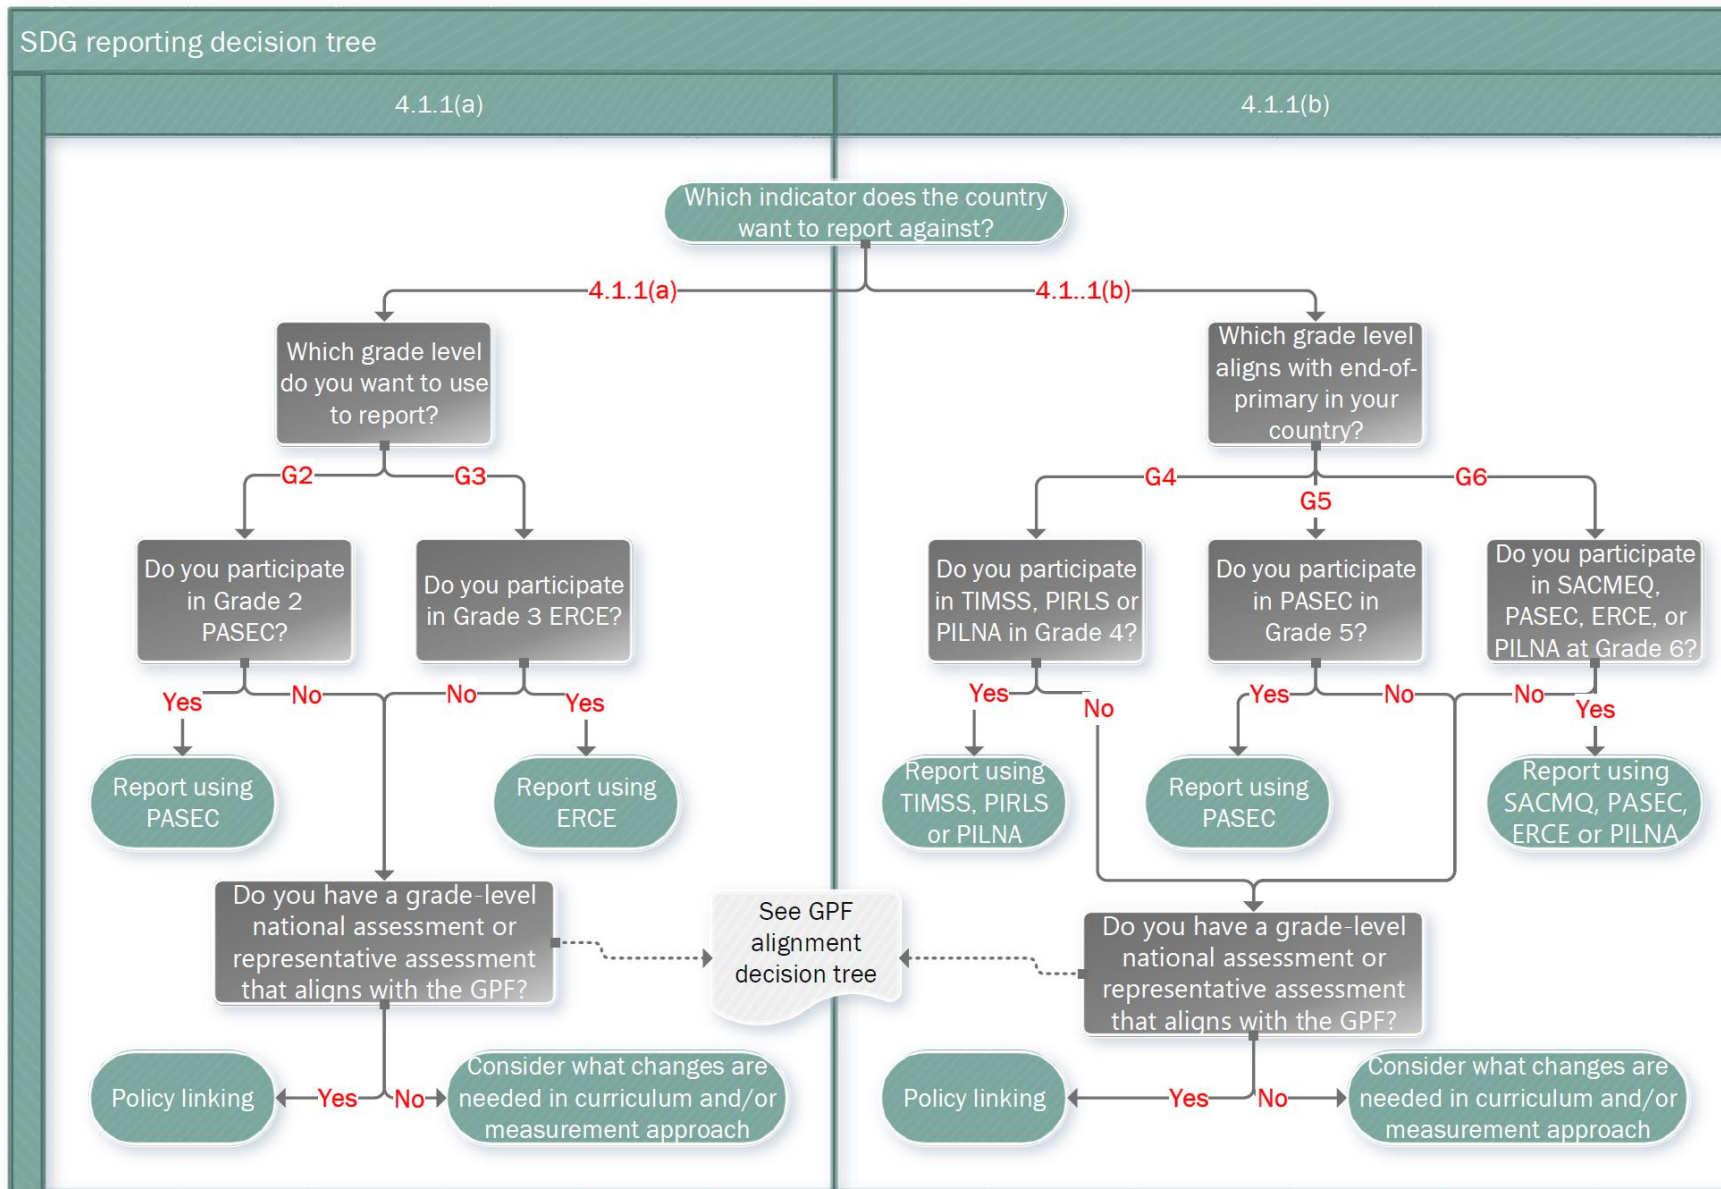 SDG reporting decision tree
4.1.1(a)
4.1.1(b)
Which indicator does the country
want to report against?
4.1.1(a)
4.1..1(b)
Which grade level
do you want to use
to report?
Which grade level
aligns with end-of-
primary in your
country?
G2
G3
G4
G5
G6
Do you participate
in Grade 2
PASEC?
Do you participate
in Grade 3 ERCE?
Do you participate
in TIMSS, PIRLS or
PILNA in Grade 4?
Do you participate
in PASEC in
Grade 5?
Do you participate
in SACMEQ,
PASEC, ERCE, or
PILNA at Grade 6?
Yes
No
No
Yes
Yes
No
Yes
No
No
Yes
Report using
PASEC
Report using
ERCE
Report using
TIMSS, PIRLS
or PILNA
Report using
PASEC
Report using
SACMQ, PASEC,
ERCE or PILNA
Do you have a grade-level
national assessment or
representative assessment
that aligns with the GPF?
See GPF
alignment
decision tree
Do you have a grade-level
national assessment or
representative assessment
that aligns with the GPF?
Policy linking
Yes
No
Consider what changes are
needed in curriculum and/or
measurement approach
Policy linking
Yes
No
Consider what changes are
needed in curriculum and/or
measurement approach